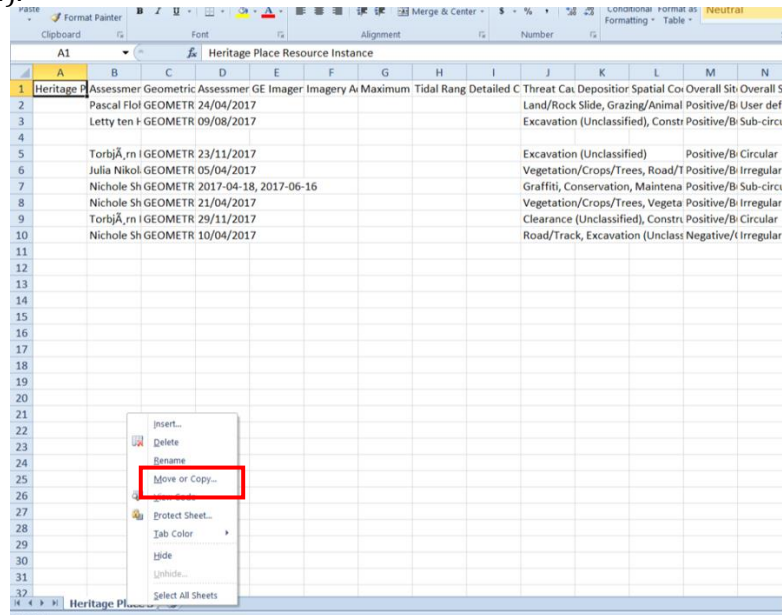 Paste Format Painter B I U A Merge & Center $ % , Conditional Formatting Format as Table Neutral
Clipboard Font Alignment Number
A1 fx Heritage Place Resource Instance
A B C D E F G H I J K L M N
1 Heritage P Assessmer Geometric Assessmer GE Imager Imagery A Maximum Tidal Rang Detailed C Threat Cau Depositior Spatial Coo Overall Sit Overall S
2 Pascal Flo GEOMETR 24/04/2017 Land/Rock Slide, Grazing/Animal Positive/B User def
3 Letty ten H GEOMETR 09/08/2017 Excavation (Unclassified), Constr Positive/B Sub-circu
4
5 TorbjÃ¸rn I GEOMETR 23/11/2017 Excavation (Unclassified) Positive/B Circular
6 Julia Nikol GEOMETR 05/04/2017 Vegetation/Crops/Trees, Road/T Positive/B Irregular
7 Nichole Sh GEOMETR 2017-04-18, 2017-06-16 Graffiti, Conservation, Maintena Positive/B Sub-circu
8 Nichole Sh GEOMETR 21/04/2017 Vegetation/Crops/Trees, Vegeta Positive/B Irregular
9 TorbjÃ¸rn I GEOMETR 29/11/2017 Clearance (Unclassified), Constru Positive/B Circular
10 Nichole Sh GEOMETR 10/04/2017 Road/Track, Excavation (Unclass Negative/( Irregular
11
12
13
14
15
16
17
18
19
20
21
Insert...
22
23 Delete
24 Rename
25 Move or Copy...
26 View Code
27 Protect Sheet...
28 Tab Color
29
30 Hide
31 Unhide...
32 Select All Sheets
Heritage Place